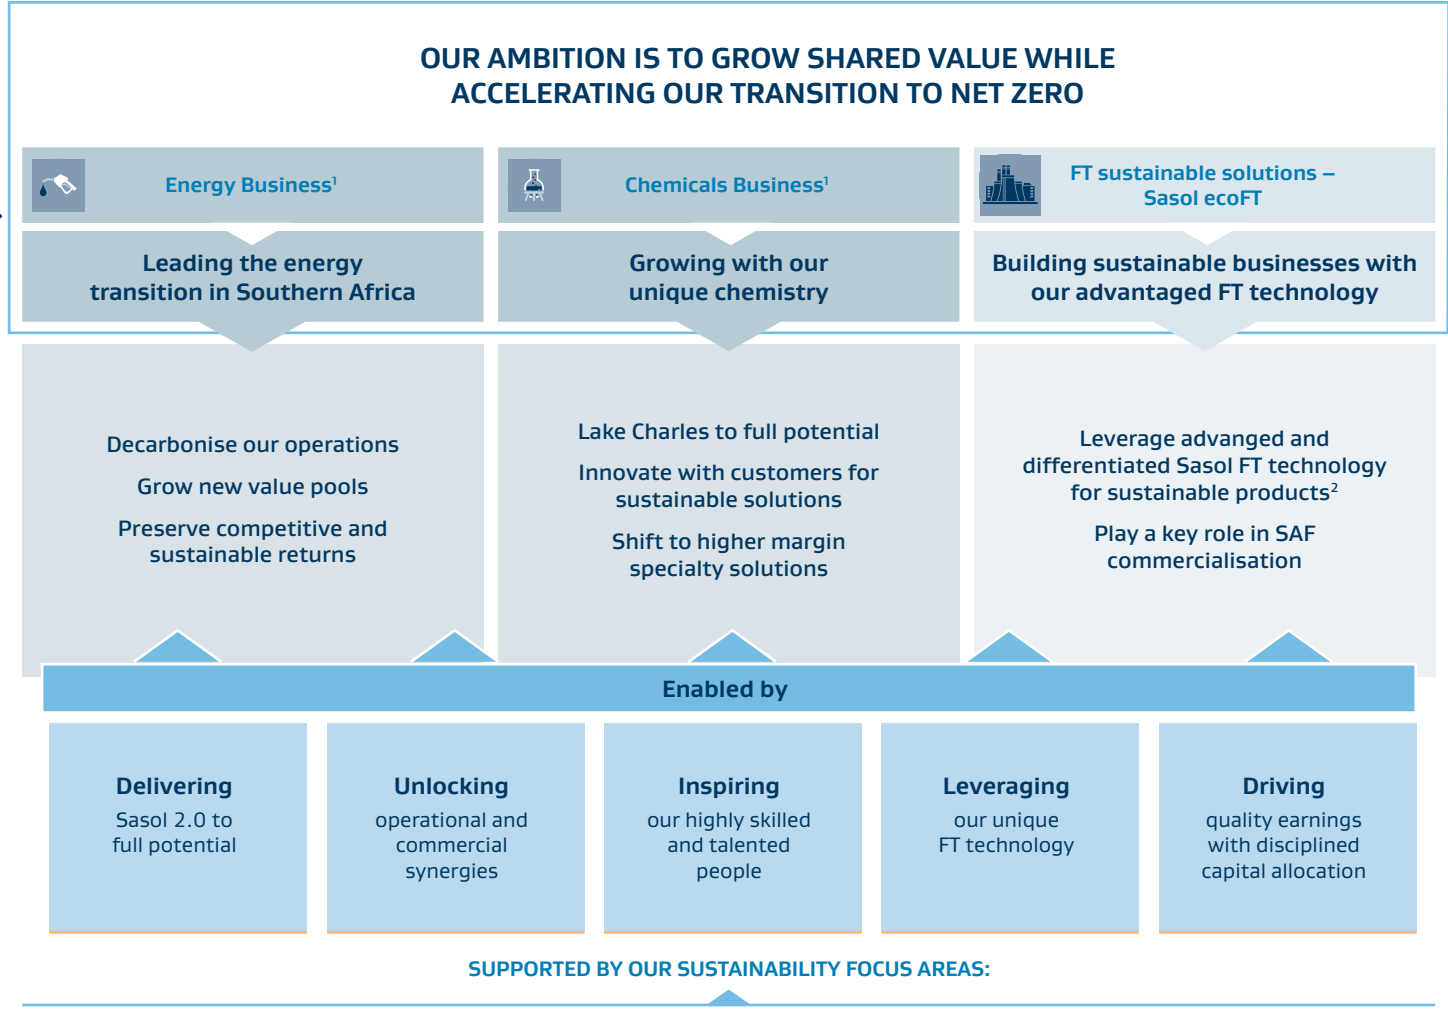 OUR AMBITION IS TO GROW SHARED VALUE WHILE
ACCELERATING OUR TRANSITION TO NET ZERO
Energy Business¹
Leading the energy
transition in Southern Africa
Decarbonise our operations
Grow new value pools
Preserve competitive and
sustainable returns
Chemicals Business¹
Growing with our
unique chemistry
Lake Charles to full potential
Innovate with customers for
sustainable solutions
Shift to higher margin
specialty solutions
FT sustainable solutions –
Sasol ecoFT
Building sustainable businesses with
our advantaged FT technology
Leverage advanged and
differentiated Sasol FT technology
for sustainable products²
Play a key role in SAF
commercialisation
Enabled by
Delivering
Sasol 2.0 to
full potential
Unlocking
operational and
commercial
synergies
Inspiring
our highly skilled
and talented
people
Leveraging
our unique
FT technology
Driving
quality earnings
with disciplined
capital allocation
SUPPORTED BY OUR SUSTAINABILITY FOCUS AREAS: